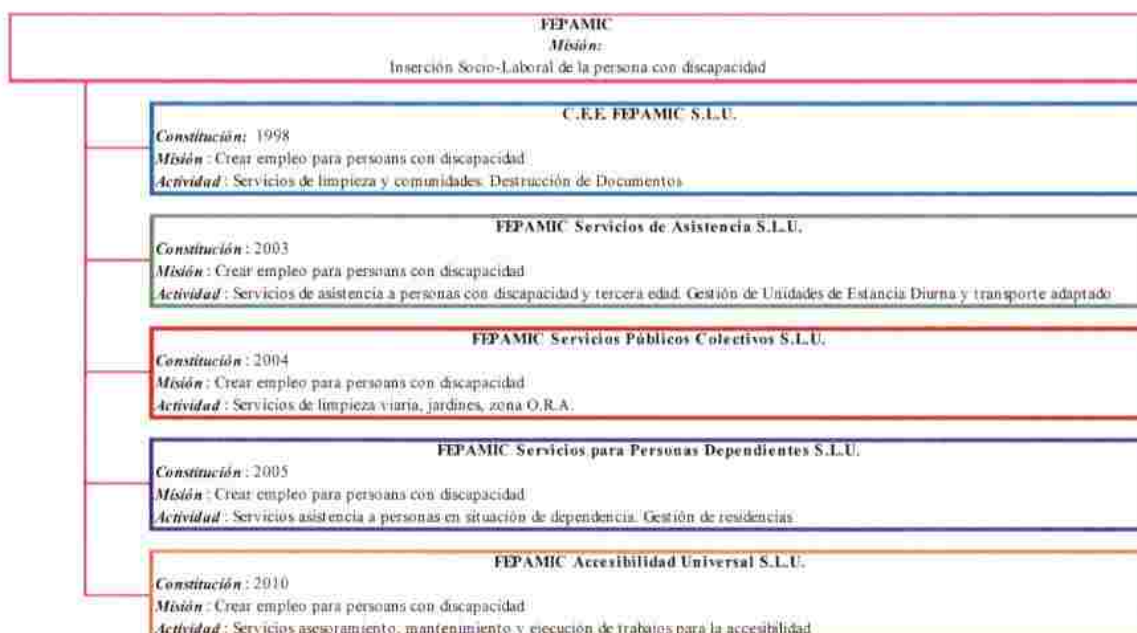 FEPAMIC
Misión:
Inserción Socio-Laboral de la persona con discapacidad
C.E.E. FEPAMIC S.L.U.
Constitución: 1998
Misión : Crear empleo para persoans con discapacidad
Actividad : Servicios de limpieza y comunidades. Destrucción de Documentos
FEPAMIC Servicios de Asistencia S.L.U.
Constitución : 2003
Misión : Crear empleo para persoans con discapacidad
Actividad : Servicios de asistencia a personas con discapacidad y tercera edad. Gestión de Unidades de Estancia Diurna y transporte adaptado
FEPAMIC Servicios Públicos Colectivos S.L.U.
Constitución : 2004
Misión : Crear empleo para persoans con discapacidad
Actividad : Servicios de limpieza viaria, jardines, zona O.R.A.
FEPAMIC Servicios para Personas Dependientes S.L.U.
Constitución : 2005
Misión : Crear empleo para persoans con discapacidad
Actividad : Servicios asistencia a personas en situación de dependencia. Gestión de residencias
FEPAMIC Accesibilidad Universal S.L.U.
Constitución : 2010
Misión : Crear empleo para persoans con discapacidad
Actividad : Servicios asesoramiento, mantenimiento y ejecución de trabajos para la accesibilidad